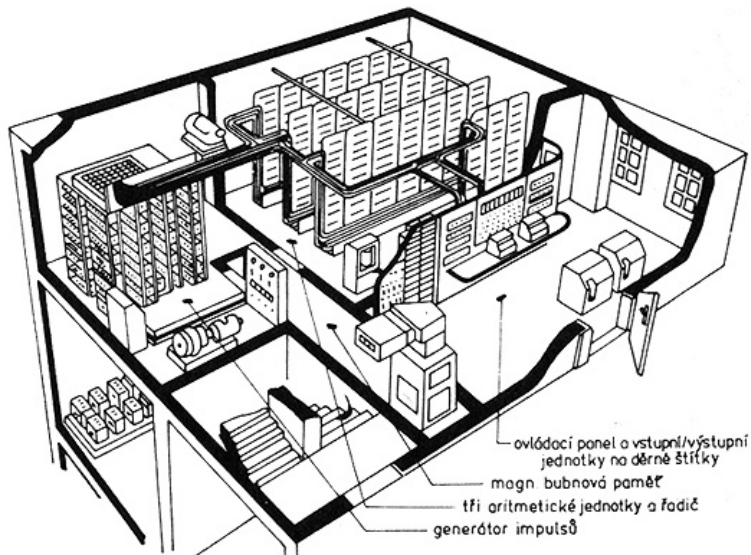 ovládací panel a vstupní/výstupní
jednotky na děrné štítky
magn. bubnová paměť
tři aritmetické jednotky a řadič
generátor impulsů